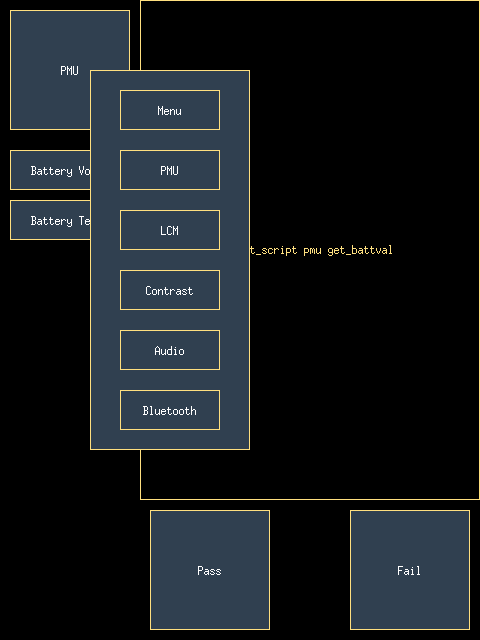 PMU
Menu
Battery Vo
PMU
Battery Te
LCM
t_script pmu get_battval
Contrast
Audio
Bluetooth
Pass
Fail